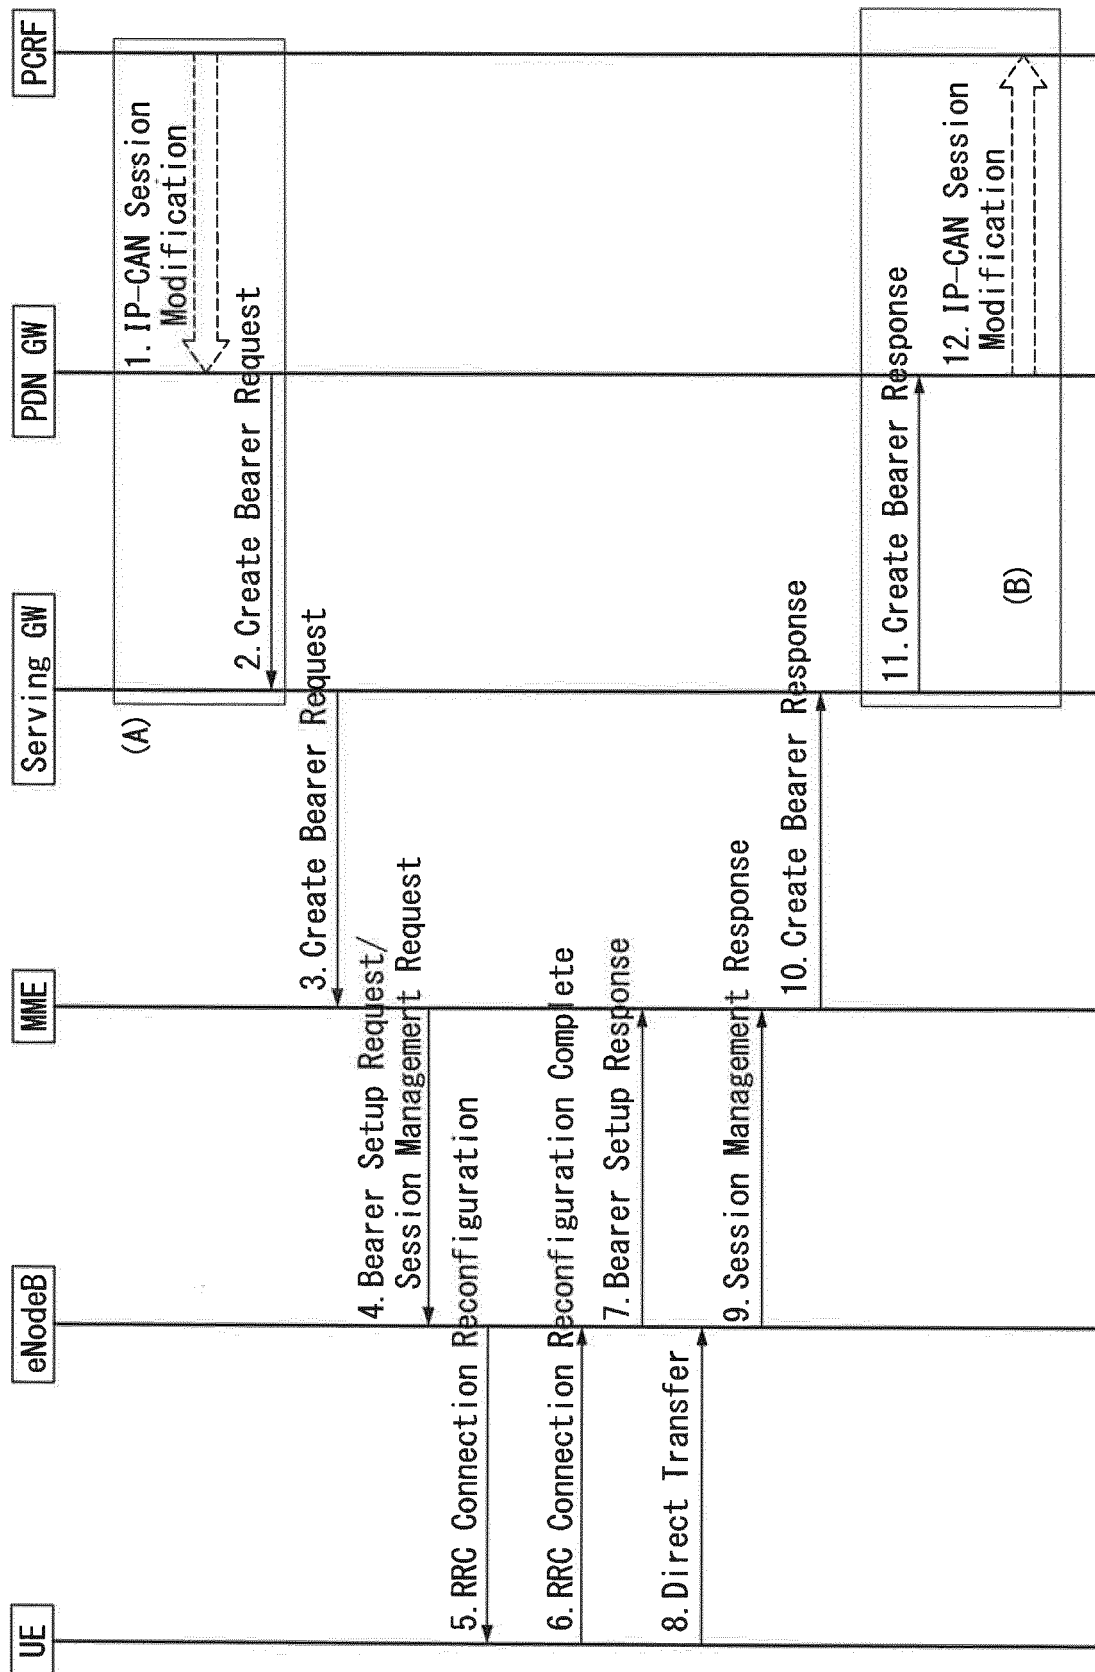 UE
eNodeB
MME
Serving GW
PDN GW
PCRF
(A)
1. IP-CAN Session
Modification
2. Create Bearer Request
3. Create Bearer Request
4. Bearer Setup Request/
Session Management Request
5. RRC Connection Reconfiguration
6. RRC Connection Reconfiguration Complete
7. Bearer Setup Response
8. Direct Transfer
9. Session Management Response
10. Create Bearer Response
11. Create Bearer Response
12. IP-CAN Session
Modification
(B)